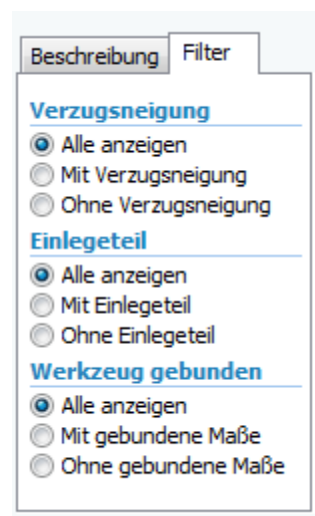 Beschreibung Filter
Verzugsneigung
Alle anzeigen
Mit Verzugsneigung
Ohne Verzugsneigung
Einlegeteil
Alle anzeigen
Mit Einlegeteil
Ohne Einlegeteil
Werkzeug gebunden
Alle anzeigen
Mit gebundene Maße
Ohne gebundene Maße